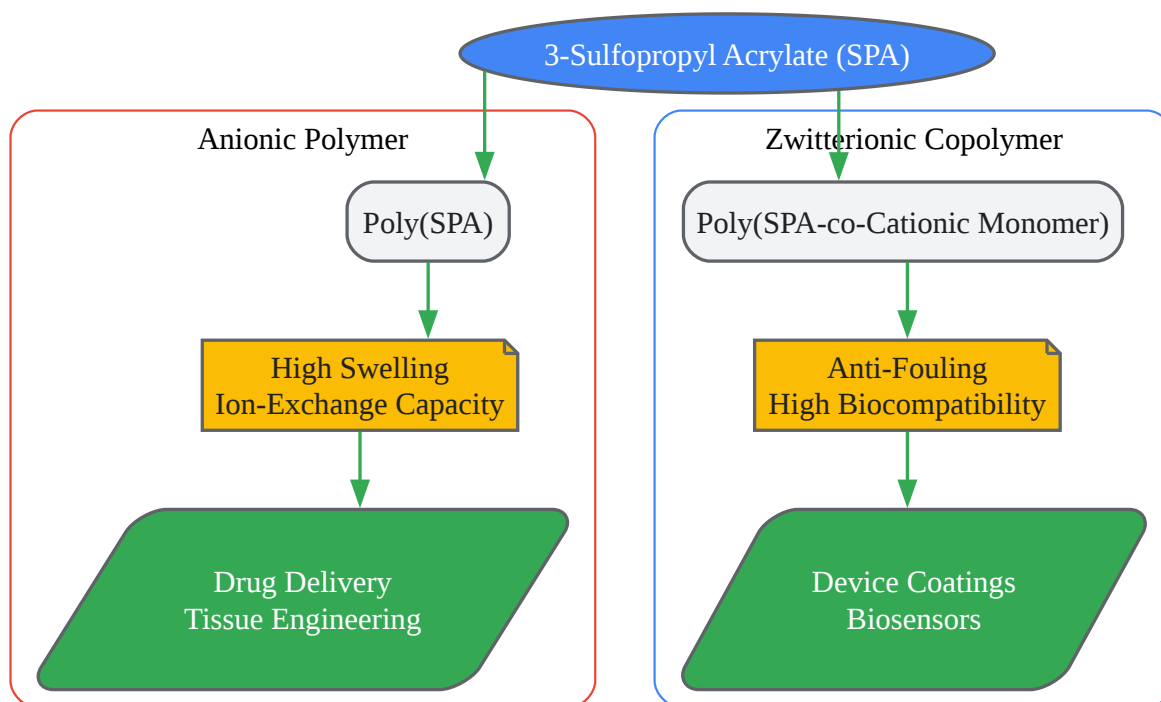 3-Sulfopropyl Acrylate (SPA)
Anionic Polymer
Poly(SPA)
High Swelling
Ion-Exchange Capacity
Drug Delivery
Tissue Engineering
Zwitterionic Copolymer
Poly(SPA-co-Cationic Monomer)
Anti-Fouling
High Biocompatibility
Device Coatings
Biosensors